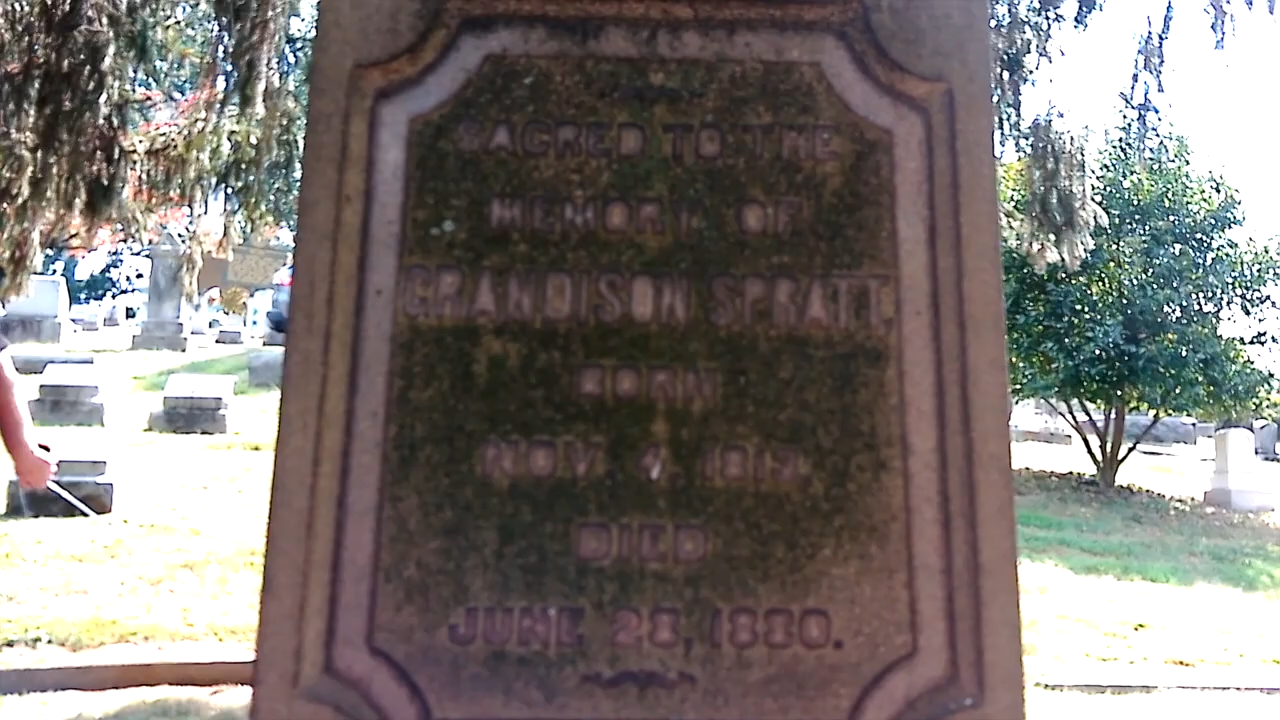 SACRED TO THE
MEMORY OF
GRANDISON SPRATT
BORN
NOV. 4,
DIED
JUNE 28, 1880.